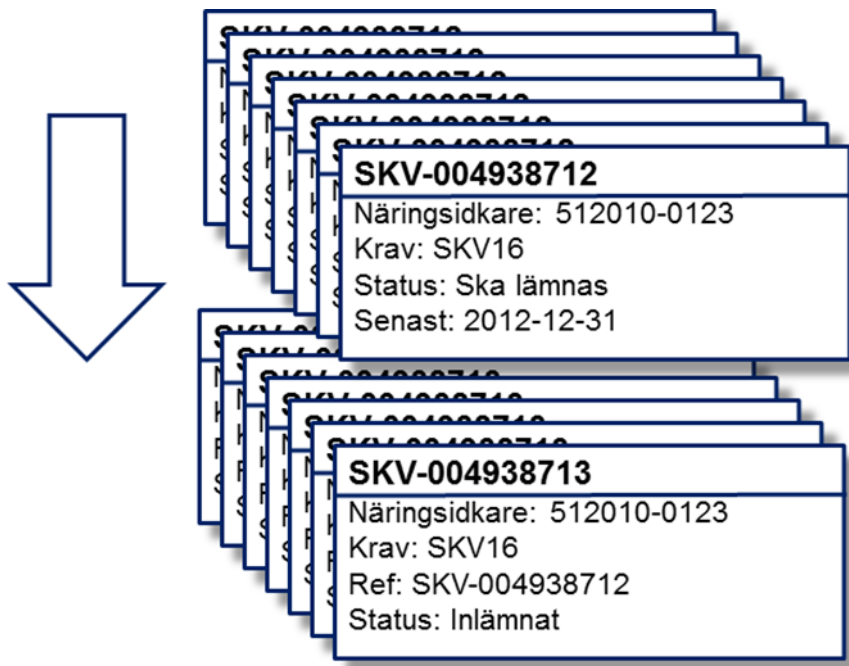 SKV-004938712
Näringsidkare: 512010-0123
Krav: SKV16
Status: Ska lämnas
Senast: 2012-12-31
SKV-004938713
Näringsidkare: 512010-0123
Krav: SKV16
Ref: SKV-004938712
Status: Inlämnat